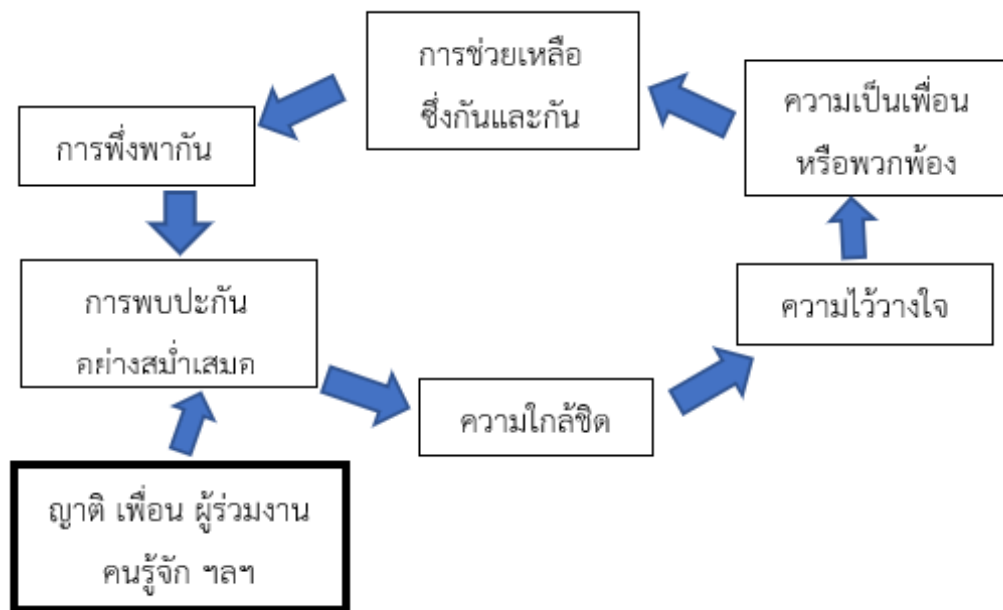 การช่วยเหลือ
ซึ่งกันและกัน
ความเป็นเพื่อน
หรือพวกพ้อง
การพึ่งพากัน
การพบปะกัน
อย่างสม่ำเสมอ
ความไว้วางใจ
ความใกล้ชิด
ญาติ เพื่อน ผู้ร่วมงาน
คนรู้จัก ฯลฯ